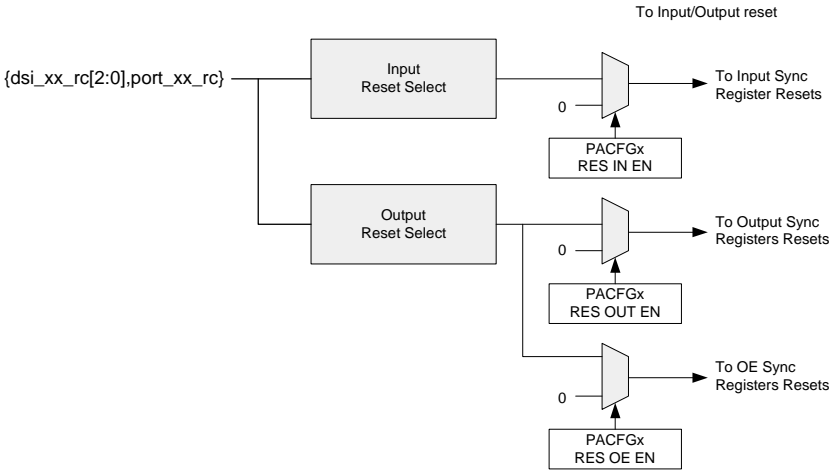 To Input/Output reset
{dsi_xx_rc[2:0],port_xx_rc}
Input
Reset Select
0
To Input Sync
Register Resets
PACFGx
RES IN EN
Output
Reset Select
0
To Output Sync
Registers Resets
PACFGx
RES OUT EN
0
To OE Sync
Registers Resets
PACFGx
RES OE EN